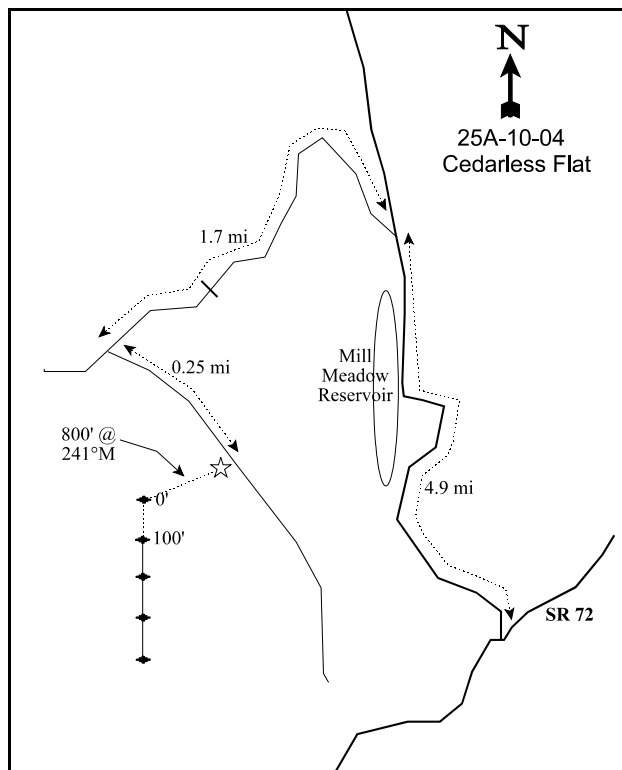 N
25A-10-04
Cedarless Flat
1.7 mi
0.25 mi
Mill
Meadow
Reservoir
800' @
241°M
4.9 mi
0'
100'
SR 72